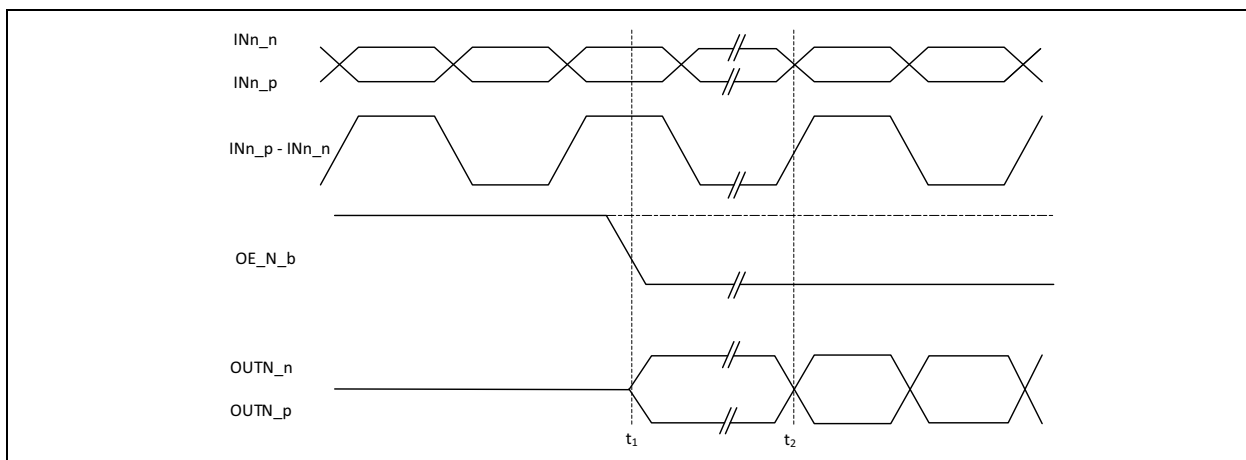 INn_n
INn_p
INn_p - INn_n
OE_N_b
OUTN_n
OUTN_p
t₁
t₂